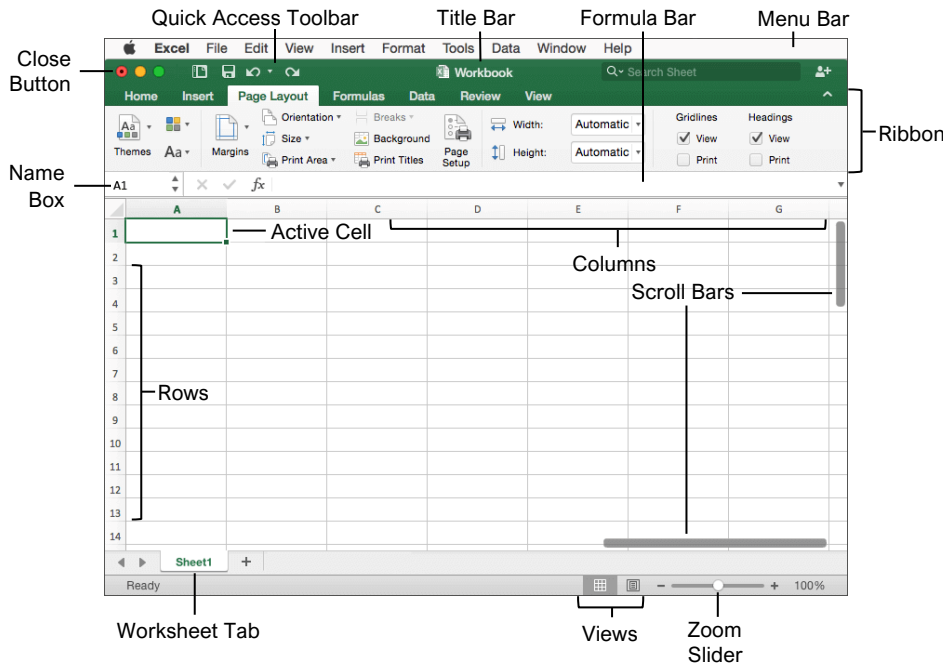 Quick Access Toolbar Title Bar Formula Bar Menu Bar
Excel File Edit View Insert Format Tools Data Window Help
Close
Button
Workbook Search Sheet
Home Insert Page Layout Formulas Data Review View
Ribbon
Aa Themes Aa Margins
Orientation Breaks
Size Background
Print Area Print Titles
Page
Setup
Width: Automatic
Height: Automatic
Gridlines Headings
View View
Print Print
Name
Box
A1 fx
A B C D E F G
1 Active Cell
2 Columns
3 Scroll Bars
4
5
6
7
8 Rows
9
10
11
12
13
14
Sheet1 +
Ready - + 100%
Worksheet Tab Views Zoom
Slider